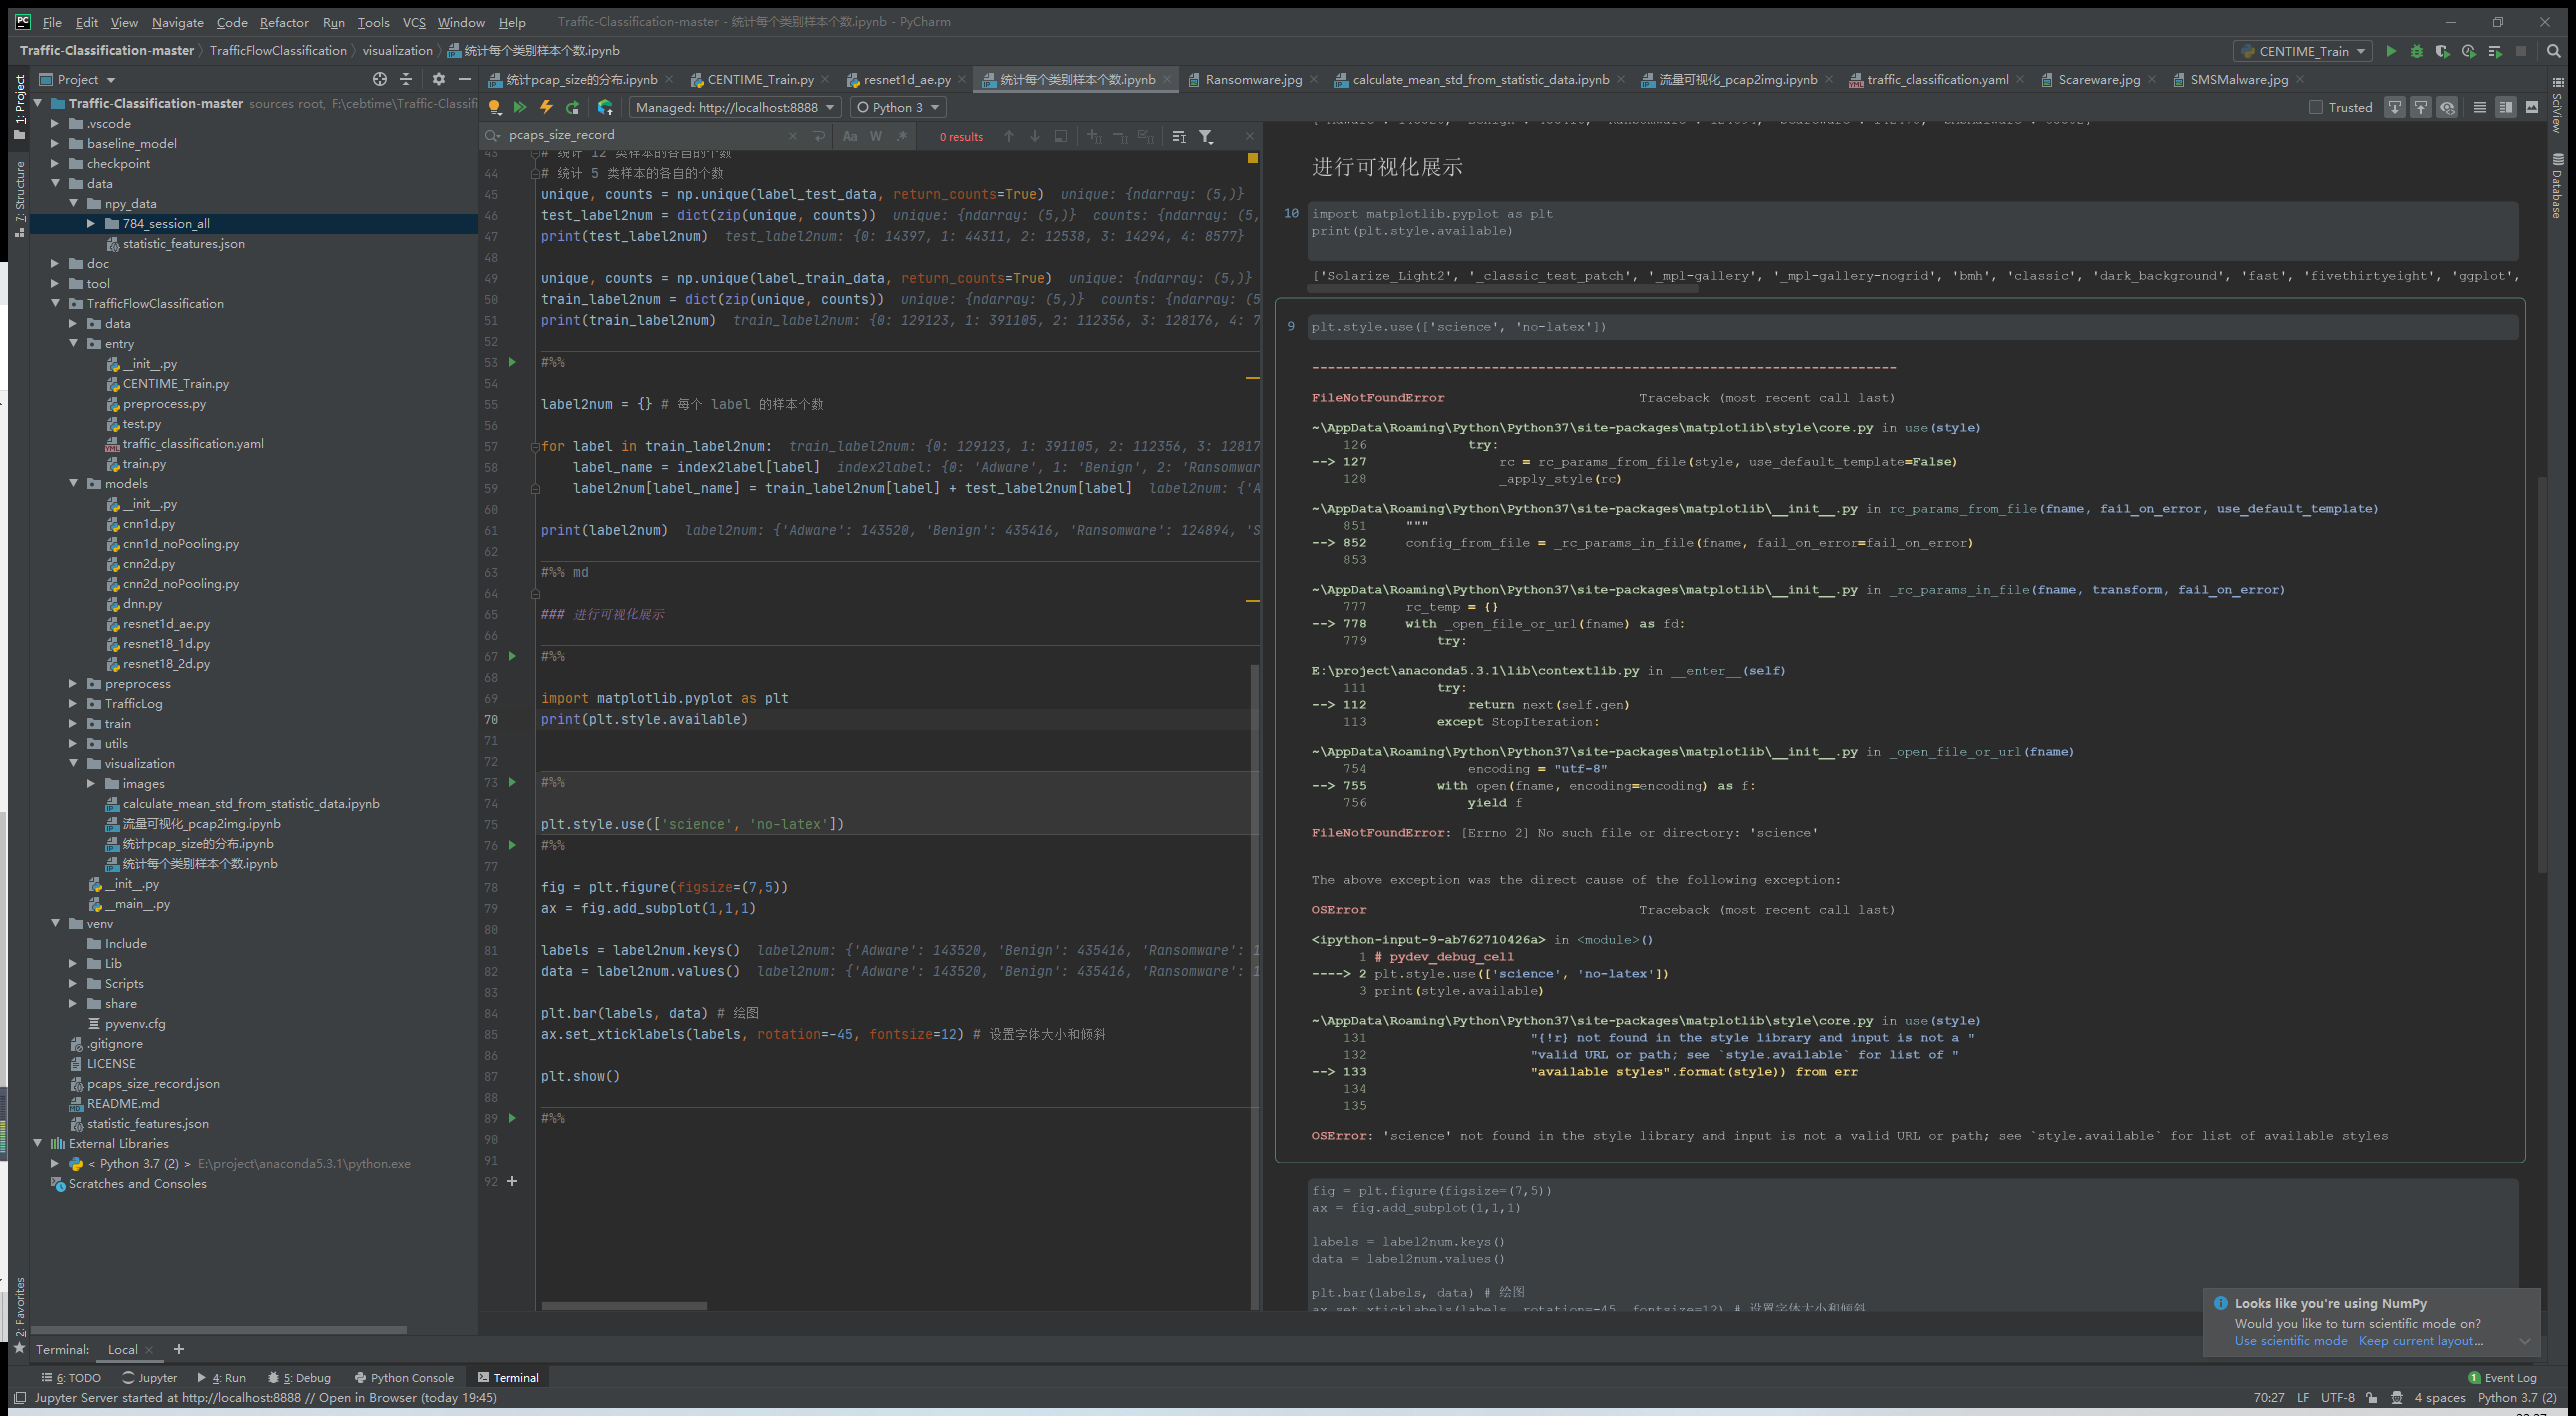 File Edit View Navigate Code Refactor Run Tools VCS Window Help Traffic-Classification-master - 统计每个类别样本个数.ipynb - PyCharm
Traffic-Classification-master TrafficFlowClassification visualization 统计每个类别样本个数.ipynb
CENTIME_Train
Project
统计pcap_size的分布.ipynb CENTIME_Train.py resnet1d_ae.py 统计每个类别样本个数.ipynb Ransomware.jpg calculate_mean_std_from_statistic_data.ipynb 流量可视化_pcap2img.ipynb traffic_classification.yaml Scareware.jpg SMSMalware.jpg
Managed: http://localhost:8888 Python 3
Trusted
pcaps_size_record
Aa W .* 0 results
1: Project
7: Structure
2: Favorites
SciView
Database
Traffic-Classification-master sources root, F:\cebtime\Traffic-Classifi
.vscode
baseline_model
checkpoint
data
npy_data
784_session_all
statistic_features.json
doc
tool
TrafficFlowClassification
data
entry
__init__.py
CENTIME_Train.py
preprocess.py
test.py
traffic_classification.yaml
train.py
models
__init__.py
cnn1d.py
cnn1d_noPooling.py
cnn2d.py
cnn2d_noPooling.py
dnn.py
resnet1d_ae.py
resnet18_1d.py
resnet18_2d.py
preprocess
TrafficLog
train
utils
visualization
images
calculate_mean_std_from_statistic_data.ipynb
流量可视化_pcap2img.ipynb
统计pcap_size的分布.ipynb
统计每个类别样本个数.ipynb
__init__.py
__main__.py
venv
Include
Lib
Scripts
share
pyvenv.cfg
.gitignore
LICENSE
pcaps_size_record.json
README.md
statistic_features.json
External Libraries
< Python 3.7 (2) > E:\project\anaconda5.3.1\python.exe
Scratches and Consoles
43 # 统计 12 类样本的各自的个数
44 # 统计 5 类样本的各自的个数
45 unique, counts = np.unique(label_test_data, return_counts=True) unique: {ndarray: (5,)}
46 test_label2num = dict(zip(unique, counts)) unique: {ndarray: (5,)} counts: {ndarray: (5,
47 print(test_label2num) test_label2num: {0: 14397, 1: 44311, 2: 12538, 3: 14294, 4: 8577}
48
49 unique, counts = np.unique(label_train_data, return_counts=True) unique: {ndarray: (5,)}
50 train_label2num = dict(zip(unique, counts)) unique: {ndarray: (5,)} counts: {ndarray: (5
51 print(train_label2num) train_label2num: {0: 129123, 1: 391105, 2: 112356, 3: 128176, 4: 7
52
53 #%%
54
55 label2num = {} # 每个 label 的样本个数
56
57 for label in train_label2num: train_label2num: {0: 129123, 1: 391105, 2: 112356, 3: 12817
58 label_name = index2label[label] index2label: {0: 'Adware', 1: 'Benign', 2: 'Ransomwar
59 label2num[label_name] = train_label2num[label] + test_label2num[label] label2num: {'A
60
61 print(label2num) label2num: {'Adware': 143520, 'Benign': 435416, 'Ransomware': 124894, 'S
62
63 #%% md
64
65 ### 进行可视化展示
66
67 #%%
68
69 import matplotlib.pyplot as plt
70 print(plt.style.available)
71
72
73 #%%
74
75 plt.style.use(['science', 'no-latex'])
76 #%%
77
78 fig = plt.figure(figsize=(7,5))
79 ax = fig.add_subplot(1,1,1)
80
81 labels = label2num.keys() label2num: {'Adware': 143520, 'Benign': 435416, 'Ransomware': 1
82 data = label2num.values() label2num: {'Adware': 143520, 'Benign': 435416, 'Ransomware': 1
83
84 plt.bar(labels, data) # 绘图
85 ax.set_xticklabels(labels, rotation=-45, fontsize=12) # 设置字体大小和倾斜
86
87 plt.show()
88
89 #%%
90
91
92
进行可视化展示
10 import matplotlib.pyplot as plt
print(plt.style.available)
['Solarize_Light2', '_classic_test_patch', '_mpl-gallery', '_mpl-gallery-nogrid', 'bmh', 'classic', 'dark_background', 'fast', 'fivethirtyeight', 'ggplot',
9 plt.style.use(['science', 'no-latex'])
---------------------------------------------------------------------------
FileNotFoundError Traceback (most recent call last)
~\AppData\Roaming\Python\Python37\site-packages\matplotlib\style\core.py in use(style)
126 try:
--> 127 rc = rc_params_from_file(style, use_default_template=False)
128 _apply_style(rc)
~\AppData\Roaming\Python\Python37\site-packages\matplotlib\__init__.py in rc_params_from_file(fname, fail_on_error, use_default_template)
851 """
--> 852 config_from_file = _rc_params_in_file(fname, fail_on_error=fail_on_error)
853
~\AppData\Roaming\Python\Python37\site-packages\matplotlib\__init__.py in _rc_params_in_file(fname, transform, fail_on_error)
777 rc_temp = {}
--> 778 with _open_file_or_url(fname) as fd:
779 try:
E:\project\anaconda5.3.1\lib\contextlib.py in __enter__(self)
111 try:
--> 112 return next(self.gen)
113 except StopIteration:
~\AppData\Roaming\Python\Python37\site-packages\matplotlib\__init__.py in _open_file_or_url(fname)
754 encoding = "utf-8"
--> 755 with open(fname, encoding=encoding) as f:
756 yield f
FileNotFoundError: [Errno 2] No such file or directory: 'science'
The above exception was the direct cause of the following exception:
OSError Traceback (most recent call last)
<ipython-input-9-ab762710426a> in <module>()
1 # pydev_debug_cell
----> 2 plt.style.use(['science', 'no-latex'])
3 print(style.available)
~\AppData\Roaming\Python\Python37\site-packages\matplotlib\style\core.py in use(style)
131 "{!r} not found in the style library and input is not a "
132 "valid URL or path; see `style.available` for list of "
--> 133 "available styles".format(style)) from err
134
135
OSError: 'science' not found in the style library and input is not a valid URL or path; see `style.available` for list of available styles
fig = plt.figure(figsize=(7,5))
ax = fig.add_subplot(1,1,1)
labels = label2num.keys()
data = label2num.values()
plt.bar(labels, data) # 绘图
ax.set_xticklabels(labels, rotation=-45, fontsize=12) # 设置字体大小和倾斜
Looks like you're using NumPy
Would you like to turn scientific mode on?
Use scientific mode Keep current layout...
Terminal: Local
6: TODO Jupyter 4: Run 5: Debug Python Console Terminal 1 Event Log
Jupyter Server started at http://localhost:8888 // Open in Browser (today 19:45) 70:27 LF UTF-8 4 spaces Python 3.7 (2)